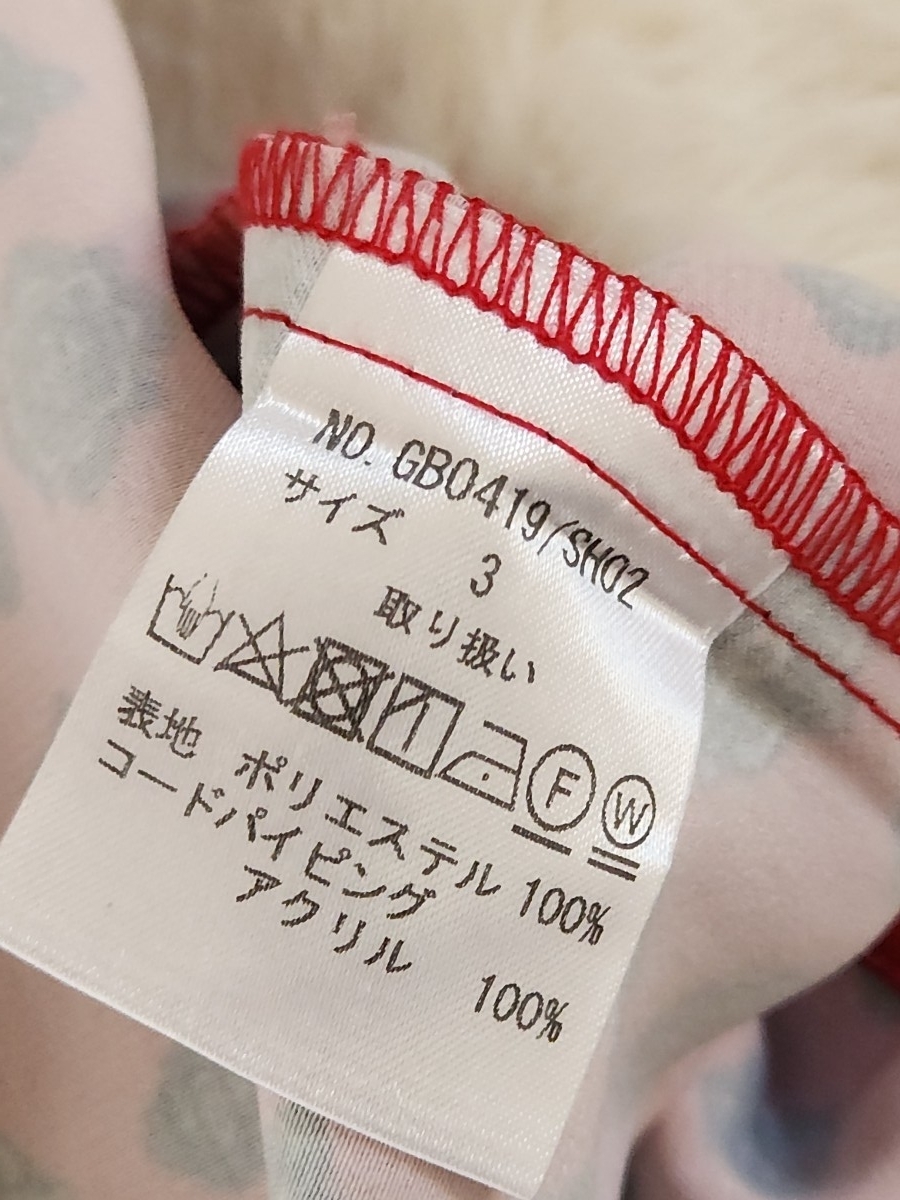 NO. GB0419/SH02
サイズ 3
取り扱い
F W
表地 ポリエステル 100%
コードパイピング
アクリル 100%